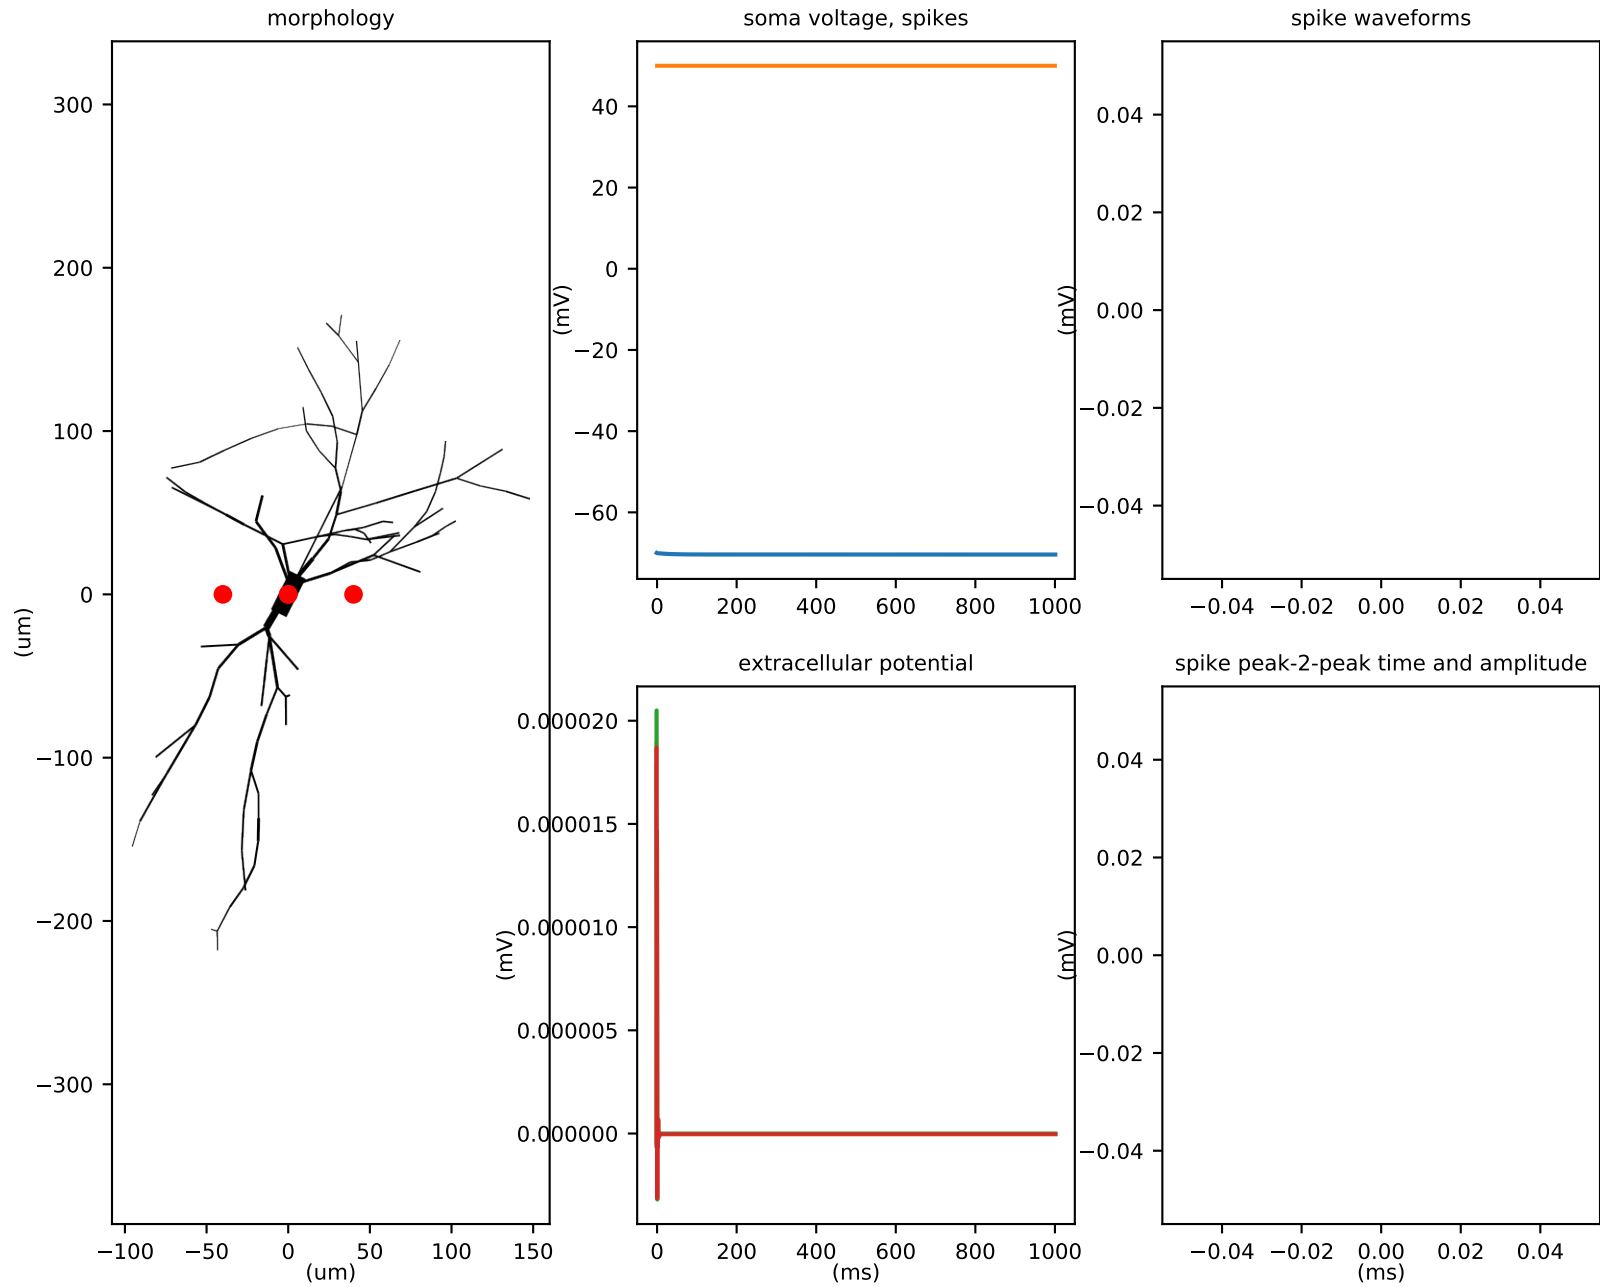 morphology
300
200
100
0
−100
−200
−300
(um)
−100 −50 0 50 100 150
(um)
soma voltage, spikes
40
20
0
−20
−40
−60
(mV)
0 200 400 600 800 1000
spike waveforms
0.04
0.02
0.00
−0.02
−0.04
(mV)
−0.04 −0.02 0.00 0.02 0.04
extracellular potential
0.000020
0.000015
0.000010
0.000005
0.000000
(mV)
0 200 400 600 800 1000
(ms)
spike peak-2-peak time and amplitude
0.04
0.02
0.00
−0.02
−0.04
(mV)
−0.04 −0.02 0.00 0.02 0.04
(ms)